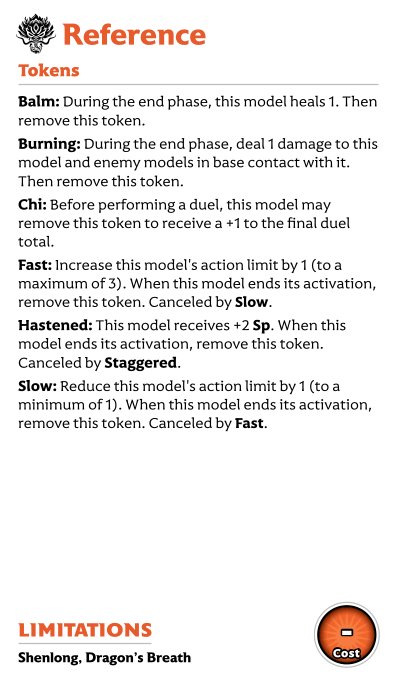 Reference
Tokens
Balm: During the end phase, this model heals 1. Then
remove this token.
Burning: During the end phase, deal 1 damage to this
model and enemy models in base contact with it.
Then remove this token.
Chi: Before performing a duel, this model may
remove this token to receive a +1 to the final duel
total.
Fast: Increase this model's action limit by 1 (to a
maximum of 3). When this model ends its activation,
remove this token. Canceled by Slow.
Hastened: This model receives +2 Sp. When this
model ends its activation, remove this token.
Canceled by Staggered.
Slow: Reduce this model's action limit by 1 (to a
minimum of 1). When this model ends its activation,
remove this token. Canceled by Fast.
LIMITATIONS
Shenlong, Dragon's Breath
-
Cost